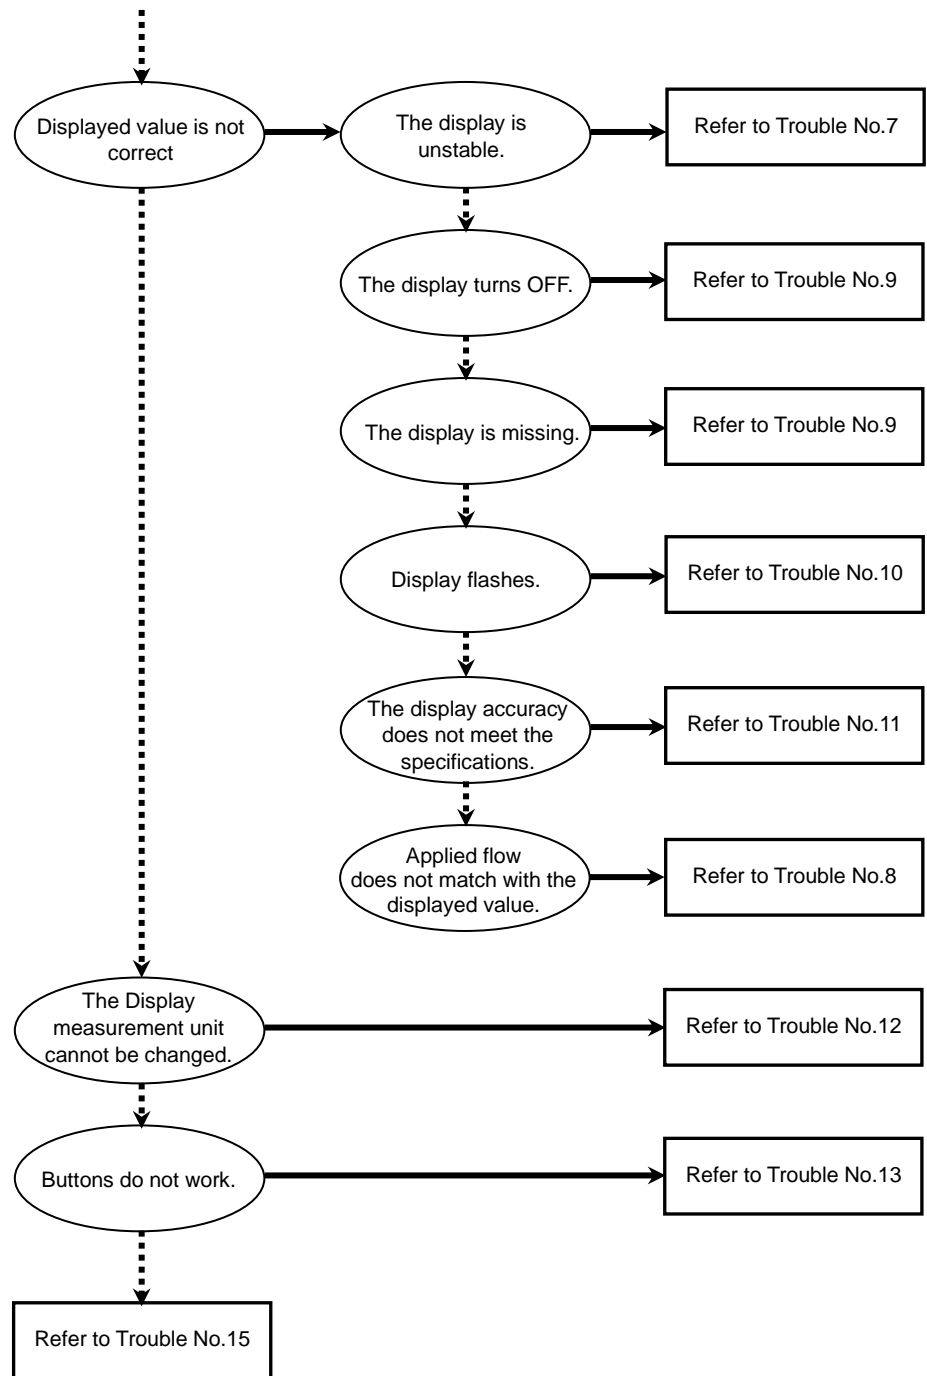 Displayed value is not
correct
The display is
unstable.
Refer to Trouble No.7
The display turns OFF.
Refer to Trouble No.9
The display is missing.
Refer to Trouble No.9
Display flashes.
Refer to Trouble No.10
The display accuracy
does not meet the
specifications.
Refer to Trouble No.11
Applied flow
does not match with the
displayed value.
Refer to Trouble No.8
The Display
measurement unit
cannot be changed.
Refer to Trouble No.12
Buttons do not work.
Refer to Trouble No.13
Refer to Trouble No.15